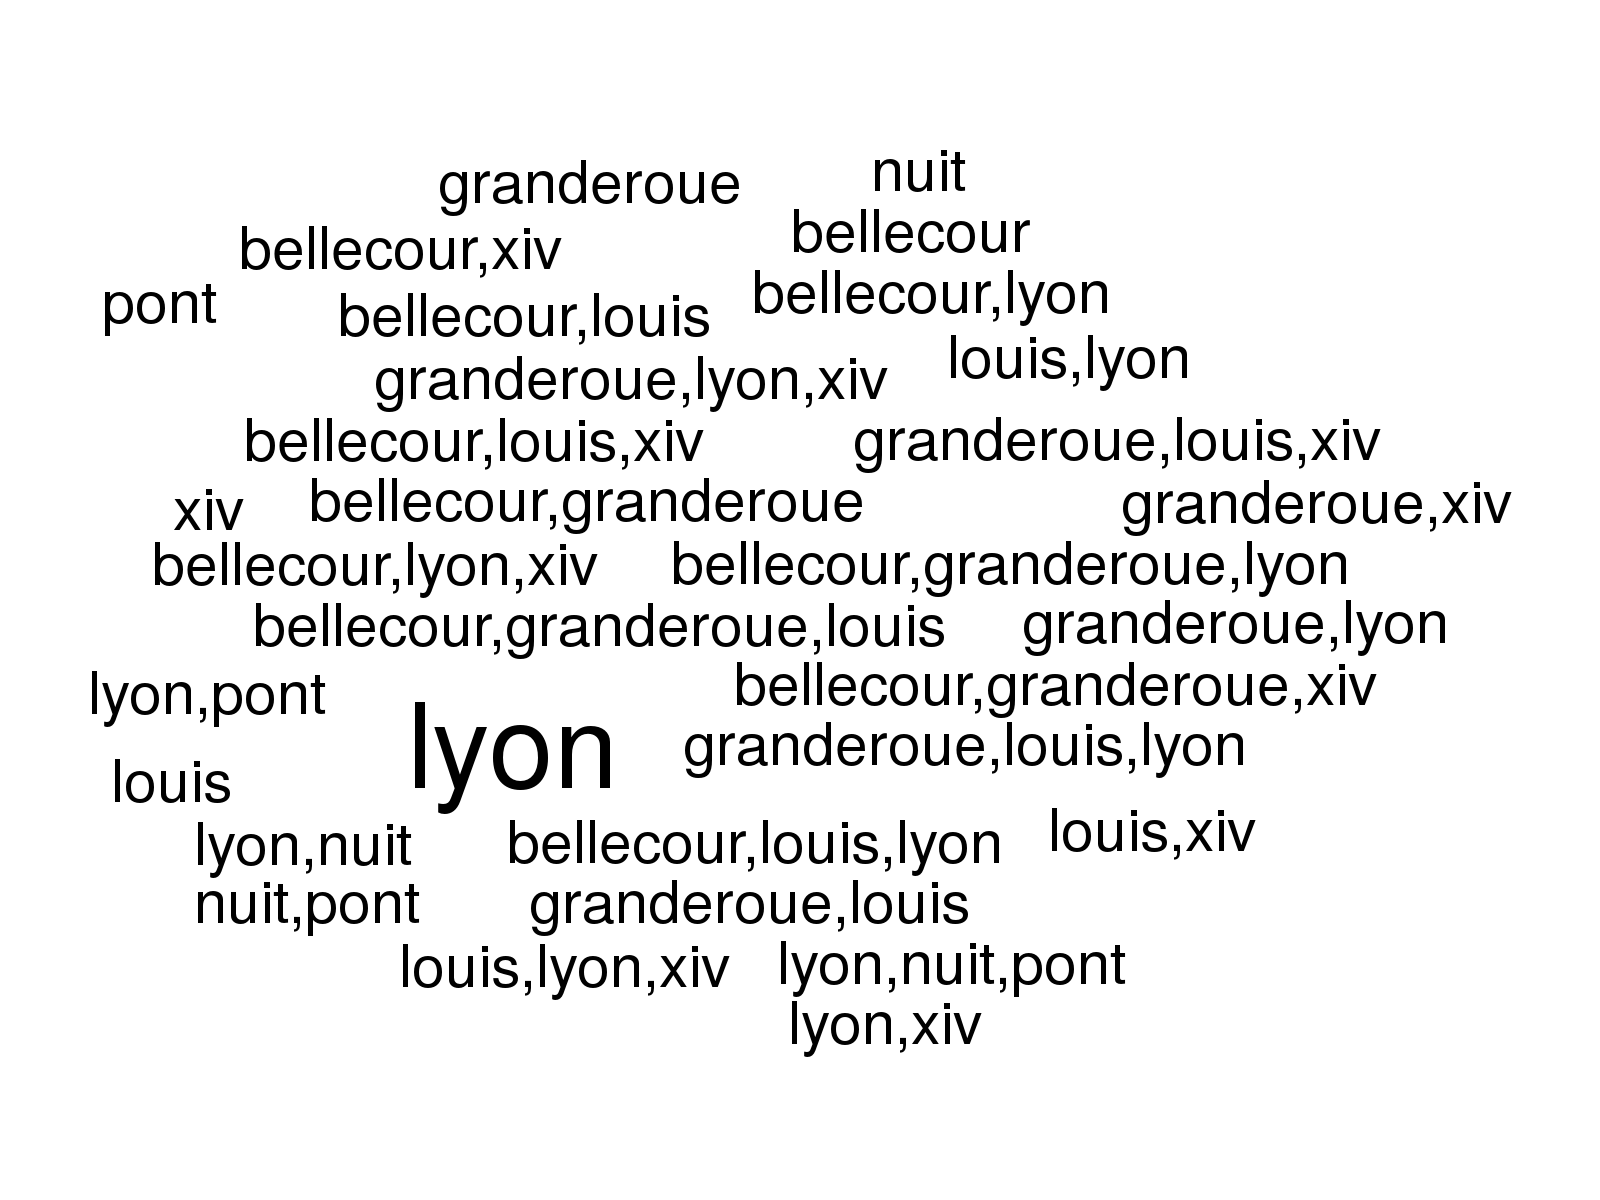 granderoue
nuit
bellecour,xiv
bellecour
pont
bellecour,louis
bellecour,lyon
granderoue,lyon,xiv
louis,lyon
bellecour,louis,xiv
granderoue,louis,xiv
xiv
bellecour,granderoue
granderoue,xiv
bellecour,lyon,xiv
bellecour,granderoue,lyon
bellecour,granderoue,louis
granderoue,lyon
lyon,pont
bellecour,granderoue,xiv
lyon
granderoue,louis,lyon
louis
lyon,nuit
bellecour,louis,lyon
louis,xiv
nuit,pont
granderoue,louis
louis,lyon,xiv
lyon,nuit,pont
lyon,xiv